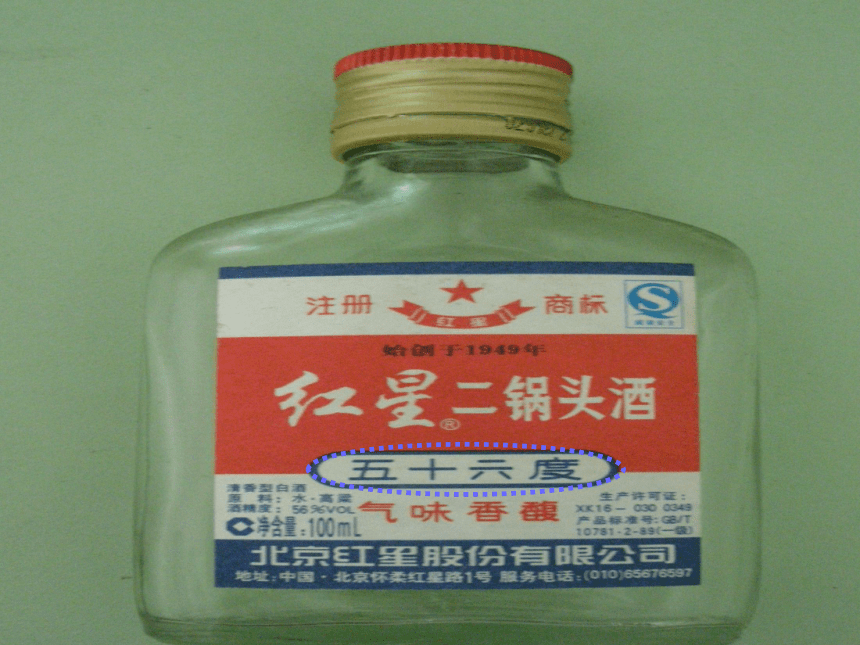 注册 红星 商标
始创于1949年
红星®二锅头酒
五十六度
清香型白酒
原 料：水·高粱
酒精度：56%VOL
净含量：100mL
气味香馥
生产许可证：
XK16-030 0349
产品标准号：GB/T
10781·2-89(一级)
北京红星股份有限公司
地址：中国·北京怀柔红星路1号 服务电话：(010)65676597